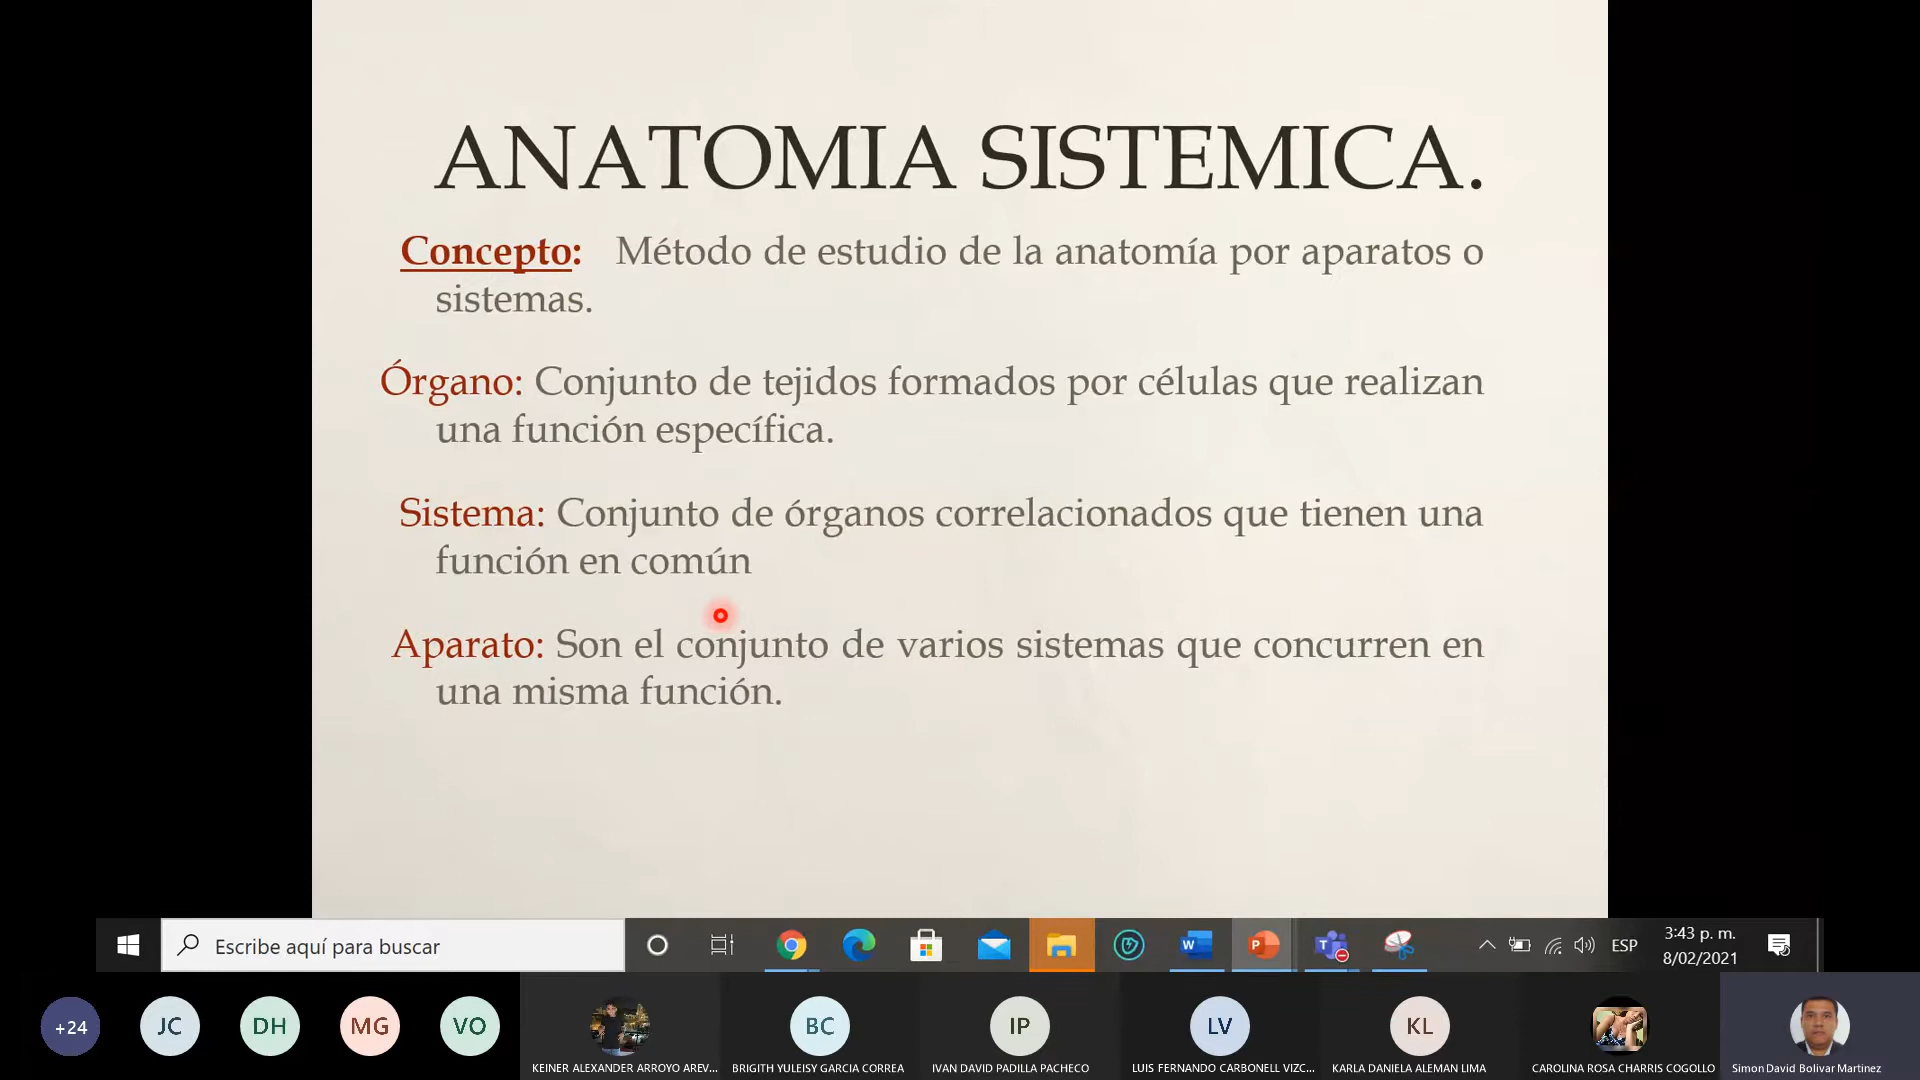 ANATOMIA SISTEMICA.
Concepto: Método de estudio de la anatomía por aparatos o
sistemas.
Órgano: Conjunto de tejidos formados por células que realizan
una función específica.
Sistema: Conjunto de órganos correlacionados que tienen una
función en común
Aparato: Son el conjunto de varios sistemas que concurren en
una misma función.
Escribe aquí para buscar
ESP
3:43 p. m.
8/02/2021
+24
JC
DH
MG
VO
BC
IP
LV
KL
KEINER ALEXANDER ARROYO AREV...
BRIGITH YULEISY GARCIA CORREA
IVAN DAVID PADILLA PACHECO
LUIS FERNANDO CARBONELL VIZC...
KARLA DANIELA ALEMAN LIMA
CAROLINA ROSA CHARRIS COGOLLO
Simon David Bolivar Martinez